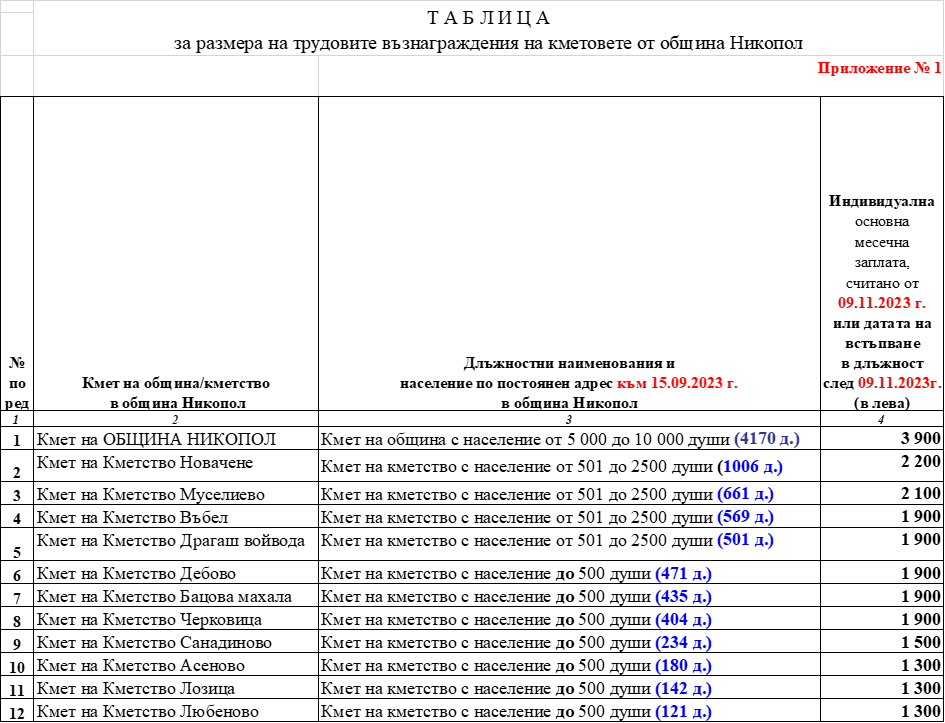 Т А Б Л И Ц А
за размера на трудовите възнаграждения на кметовете от община Никопол
Приложение № 1
№
по
ред
Кмет на община/кметство
в община Никопол
Длъжностни наименования и
население по постоянен адрес към 15.09.2023 г.
в община Никопол
Индивидуална
основна
месечна
заплата,
считано от
09.11.2023 г.
или датата на
встъпване
в длъжност
след 09.11.2023г.
(в лева)
1 2 3 4
1 Кмет на ОБЩИНА НИКОПОЛ Кмет на община с население от 5 000 до 10 000 души (4170 д.) 3 900
2 Кмет на Кметство Новачене Кмет на кметство с население от 501 до 2500 души (1006 д.) 2 200
3 Кмет на Кметство Муселиево Кмет на кметство с население от 501 до 2500 души (661 д.) 2 100
4 Кмет на Кметство Въбел Кмет на кметство с население от 501 до 2500 души (569 д.) 1 900
5 Кмет на Кметство Драгаш войвода Кмет на кметство с население от 501 до 2500 души (501 д.) 1 900
6 Кмет на Кметство Дебово Кмет на кметство с население до 500 души (471 д.) 1 900
7 Кмет на Кметство Бацова махала Кмет на кметство с население до 500 души (435 д.) 1 900
8 Кмет на Кметство Черковица Кмет на кметство с население до 500 души (404 д.) 1 900
9 Кмет на Кметство Санадиново Кмет на кметство с население до 500 души (234 д.) 1 500
10 Кмет на Кметство Асеново Кмет на кметство с население до 500 души (180 д.) 1 300
11 Кмет на Кметство Лозица Кмет на кметство с население до 500 души (142 д.) 1 300
12 Кмет на Кметство Любеново Кмет на кметство с население до 500 души (121 д.) 1 300